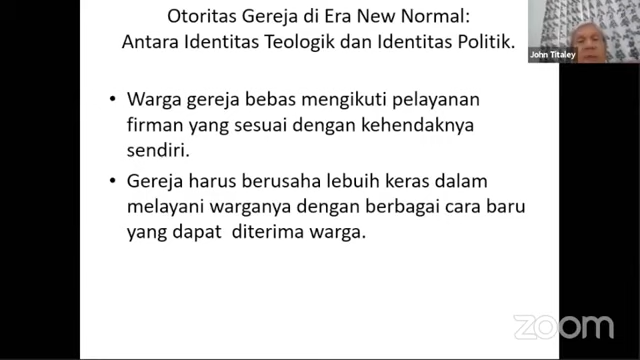 Otoritas Gereja di Era New Normal:
Antara Identitas Teologik dan Identitas Politik.
John Titaley
• Warga gereja bebas mengikuti pelayanan
firman yang sesuai dengan kehendaknya
sendiri.
• Gereja harus berusaha lebuih keras dalam
melayani warganya dengan berbagai cara baru
yang dapat diterima warga.
zoom